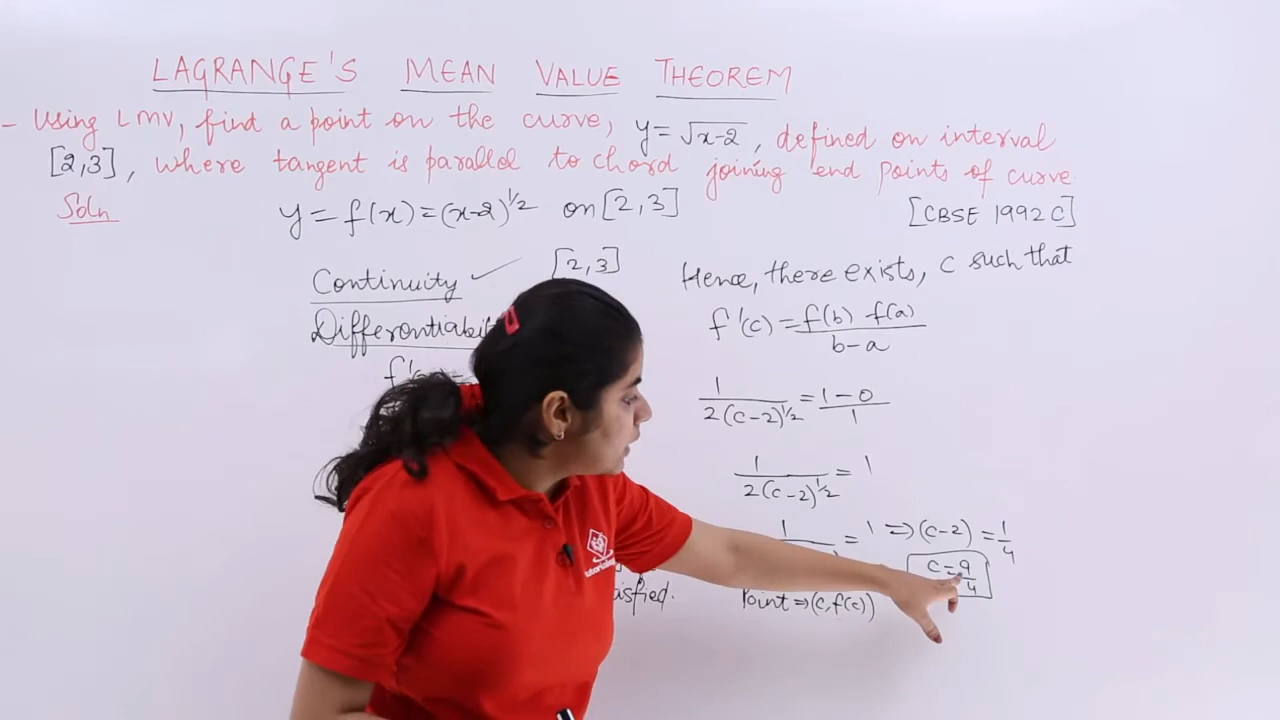 LAGRANGE'S MEAN VALUE THEOREM
- Using LMV, find a point on the curve, y = √x-2, defined on interval
[2,3], where tangent is parallel to chord joining end points of curve.
Soln
y = f(x) = (x-2)^1/2 on [2,3]
[CBSE 1992 C]
Continuity ✓ [2,3]
f'(x) =
Hence, there exists, c such that
f'(c) = f(b) - f(a) / b-a
1 / 2(c-2)^1/2 = 1-0 / 1
1 / 2(c-2)^1/2 = 1
= 1 ⇒ (c-2) = 1/4
c = 9/4
Point ⇒ (c, f(c))